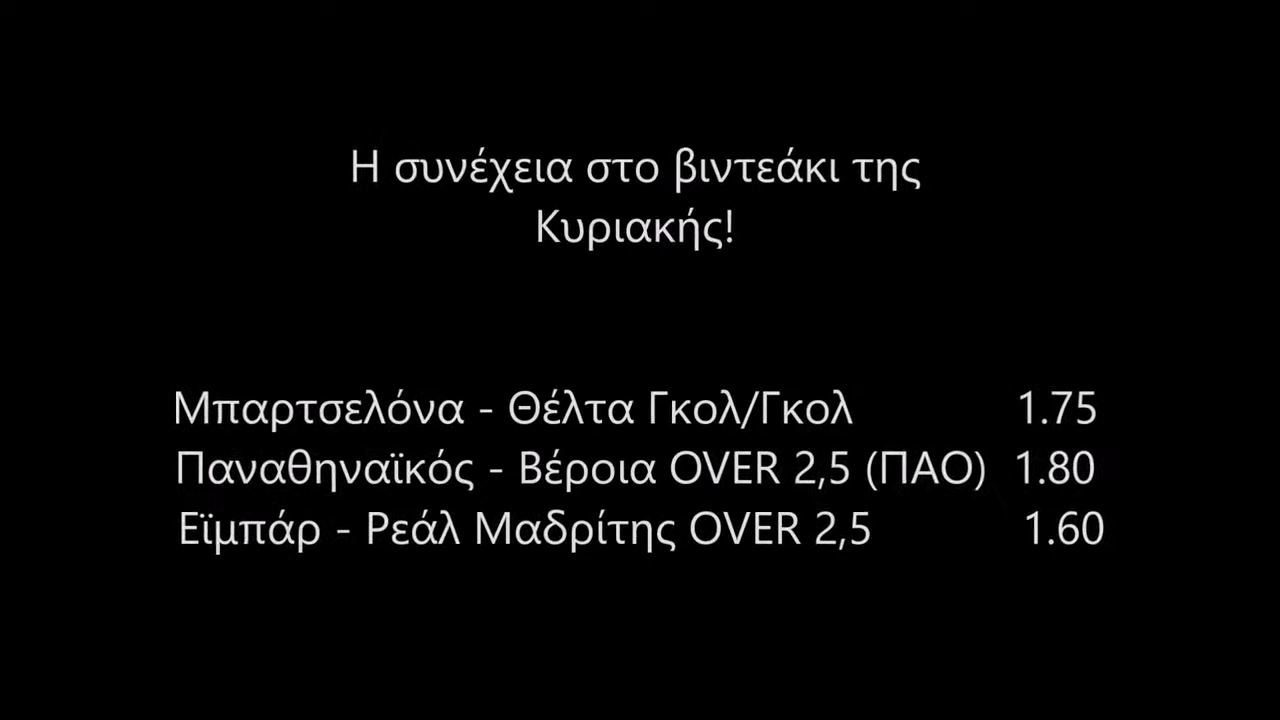 Η συνέχεια στο βιντεάκι της
Κυριακής!
Μπαρτσελόνα - Θέλτα Γκολ/Γκολ 1.75
Παναθηναϊκός - Βέροια OVER 2,5 (ΠΑΟ) 1.80
Εϊμπάρ - Ρεάλ Μαδρίτης OVER 2,5 1.60